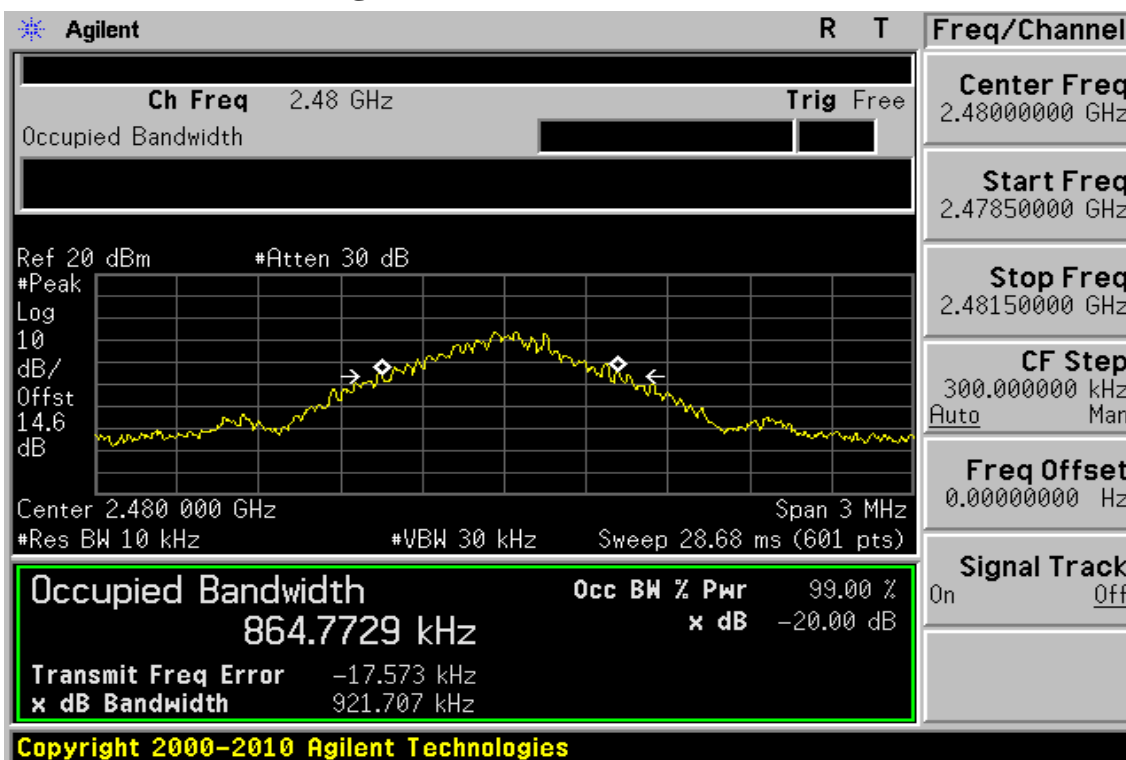 Agilent R T Freq/Channel
Ch Freq 2.48 GHz Trig Free
Occupied Bandwidth
Center Freq
2.48000000 GHz
Start Freq
2.47850000 GHz
Stop Freq
2.48150000 GHz
CF Step
300.000000 kHz
Auto Man
Freq Offset
0.00000000 Hz
Signal Track
On Off
Ref 20 dBm #Atten 30 dB
#Peak
Log
10
dB/
Offst
14.6
dB
Center 2.480 000 GHz Span 3 MHz
#Res BW 10 kHz #VBW 30 kHz Sweep 28.68 ms (601 pts)
Occupied Bandwidth Occ BW % Pwr 99.00 %
864.7729 kHz x dB -20.00 dB
Transmit Freq Error -17.573 kHz
x dB Bandwidth 921.707 kHz
Copyright 2000-2010 Agilent Technologies